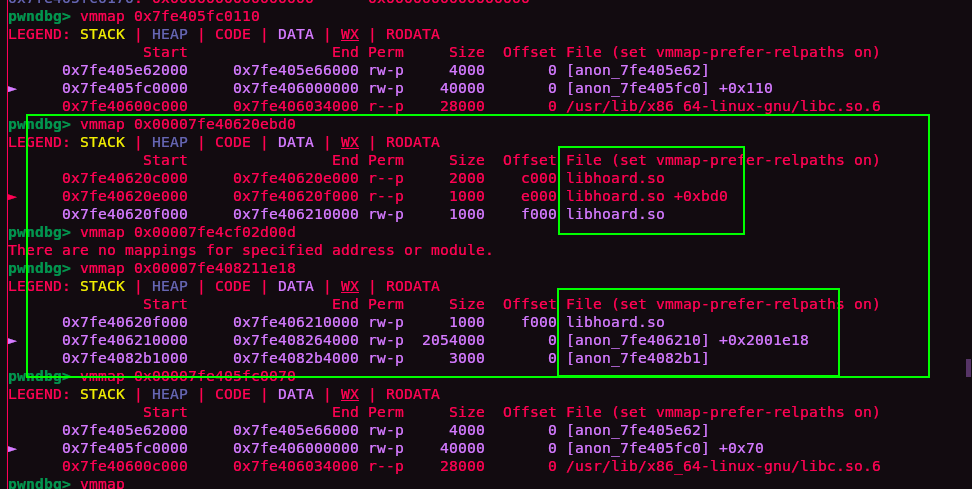 pwndbg> vmmap 0x7fe405fc0110
LEGEND: STACK | HEAP | CODE | DATA | WX | RODATA
Start End Perm Size Offset File (set vmmap-prefer-relpaths on)
0x7fe405e62000 0x7fe405e66000 rw-p 4000 0 [anon_7fe405e62]
► 0x7fe405fc0000 0x7fe406000000 rw-p 40000 0 [anon_7fe405fc0] +0x110
0x7fe40600c000 0x7fe406034000 r--p 28000 0 /usr/lib/x86_64-linux-gnu/libc.so.6
pwndbg> vmmap 0x00007fe40620ebd0
LEGEND: STACK | HEAP | CODE | DATA | WX | RODATA
Start End Perm Size Offset File (set vmmap-prefer-relpaths on)
0x7fe40620c000 0x7fe40620e000 r--p 2000 c000 libhoard.so
► 0x7fe40620e000 0x7fe40620f000 r--p 1000 e000 libhoard.so +0xbd0
0x7fe40620f000 0x7fe406210000 rw-p 1000 f000 libhoard.so
pwndbg> vmmap 0x00007fe4cf02d00d
There are no mappings for specified address or module.
pwndbg> vmmap 0x00007fe408211e18
LEGEND: STACK | HEAP | CODE | DATA | WX | RODATA
Start End Perm Size Offset File (set vmmap-prefer-relpaths on)
0x7fe40620f000 0x7fe406210000 rw-p 1000 f000 libhoard.so
► 0x7fe406210000 0x7fe408264000 rw-p 2054000 0 [anon_7fe406210] +0x2001e18
0x7fe4082b1000 0x7fe4082b4000 rw-p 3000 0 [anon_7fe4082b1]
pwndbg> vmmap 0x00007fe405fc0070
LEGEND: STACK | HEAP | CODE | DATA | WX | RODATA
Start End Perm Size Offset File (set vmmap-prefer-relpaths on)
0x7fe405e62000 0x7fe405e66000 rw-p 4000 0 [anon_7fe405e62]
► 0x7fe405fc0000 0x7fe406000000 rw-p 40000 0 [anon_7fe405fc0] +0x70
0x7fe40600c000 0x7fe406034000 r--p 28000 0 /usr/lib/x86_64-linux-gnu/libc.so.6
pwndbg> vmmap